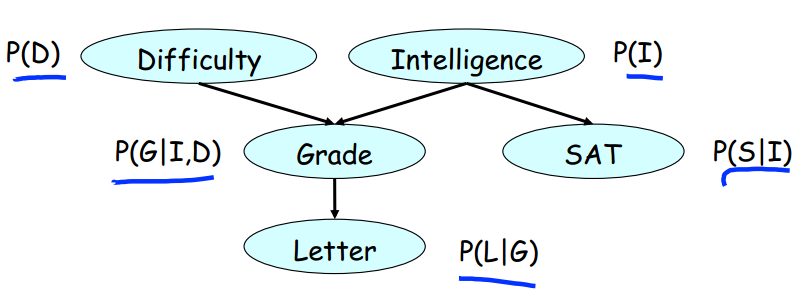 P(D) Difficulty Intelligence P(I)
P(G|I,D) Grade SAT P(S|I)
Letter P(L|G)